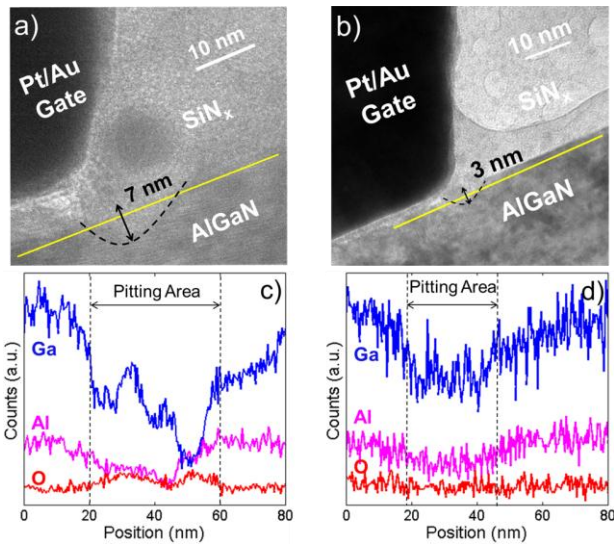 a)
10 nm
Pt/Au
Gate
SiNx
7 nm
AlGaN
b)
10 nm
Pt/Au
Gate
SiNx
3 nm
AlGaN
c)
Pitting Area
Ga
Al
O
Counts (a.u.)
0 20 40 60 80
Position (nm)
d)
Pitting Area
Ga
Al
O
Counts (a.u.)
0 20 40 60 80
Position (nm)